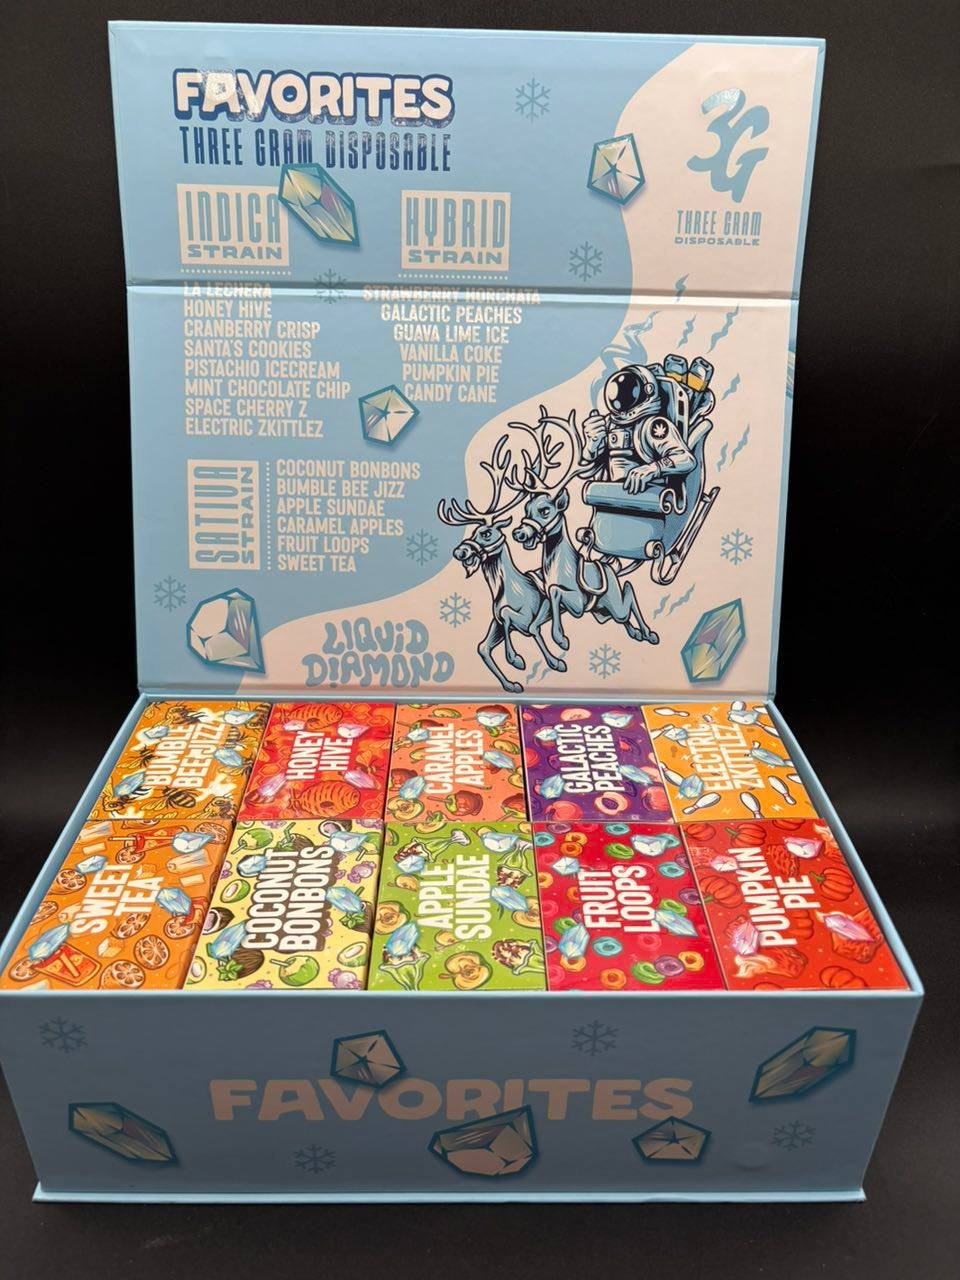 FAVORITES
THREE GRAM DISPOSABLE
3G
THREE GRAM
DISPOSABLE
INDICA
STRAIN
LA LECHERA
HONEY HIVE
CRANBERRY CRISP
SANTA'S COOKIES
PISTACHIO ICECREAM
MINT CHOCOLATE CHIP
SPACE CHERRY Z
ELECTRIC ZKITTLEZ
HYBRID
STRAIN
STRAWBERRY HORCHATA
GALACTIC PEACHES
GUAVA LIME ICE
VANILLA COKE
PUMPKIN PIE
CANDY CANE
SATIVA
STRAIN
COCONUT BONBONS
BUMBLE BEE JIZZ
APPLE SUNDAE
CARAMEL APPLES
FRUIT LOOPS
SWEET TEA
LIQUID
DIAMOND
BUMBLE
BEE JIZZ
HONEY
HIVE
CARAMEL
APPLES
GALACTIC
PEACHES
ELECTRIC
ZKITTLEZ
SWEET
TEA
COCONUT
BONBONS
APPLE
SUNDAE
FRUIT
LOOPS
PUMPKIN
PIE
FAVORITES